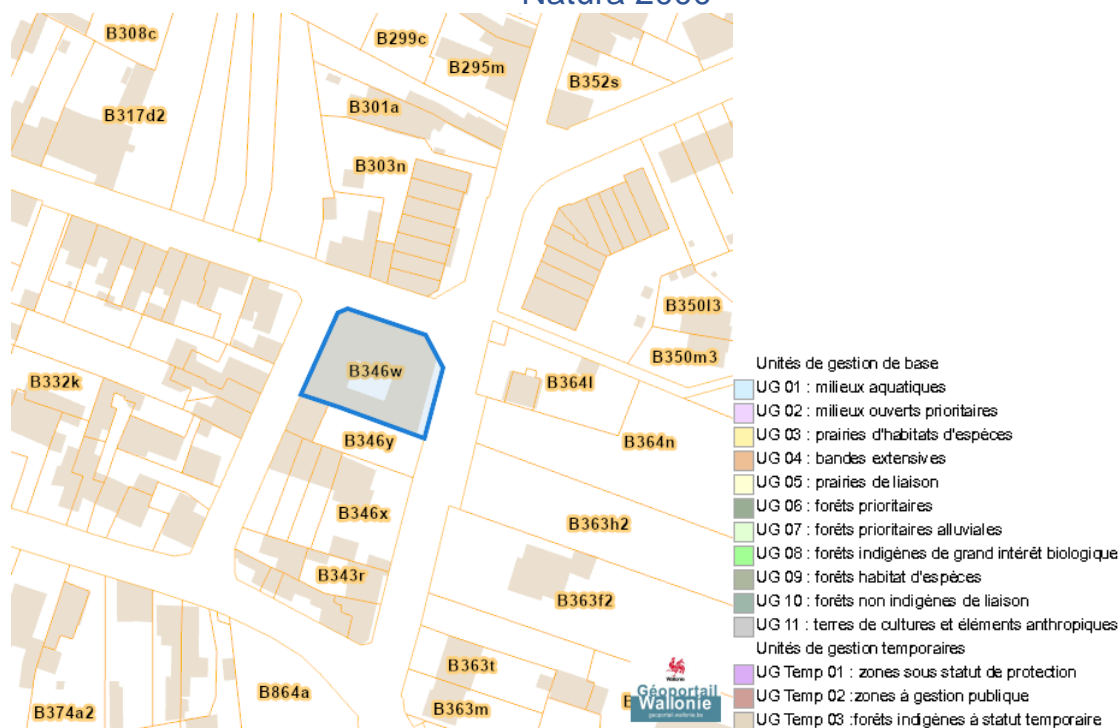 Natura 2000
B308c
B299c
B295m
B352s
B317d2
B301a
B303n
B350l3
B350m3
B346w
B332k
B364l
B346y
B364n
B346x
B363h2
B343r
B363f2
B363t
B864a
B363m
B374a2
Wallonie
Géoportail
Wallonie
geoportail.wallonie.be
Unités de gestion de base
UG 01 : milieux aquatiques
UG 02 : milieux ouverts prioritaires
UG 03 : prairies d'habitats d'espèces
UG 04 : bandes extensives
UG 05 : prairies de liaison
UG 06 : forêts prioritaires
UG 07 : forêts prioritaires alluviales
UG 08 : forêts indigènes de grand intérêt biologique
UG 09 : forêts habitat d'espèces
UG 10 : forêts non indigènes de liaison
UG 11 : terres de cultures et éléments anthropiques
Unités de gestion temporaires
UG Temp 01 : zones sous statut de protection
UG Temp 02 :zones à gestion publique
UG Temp 03 :forêts indigènes à statut temporaire